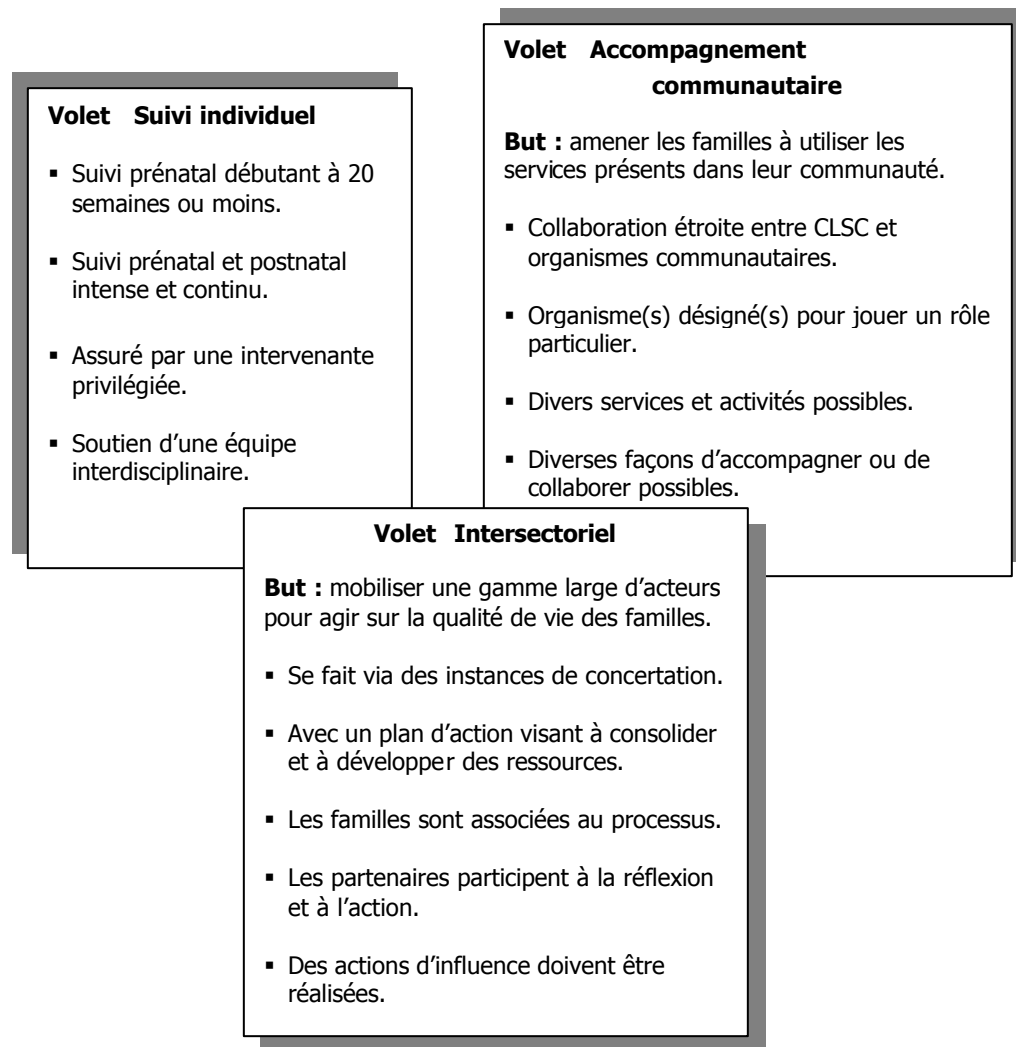 Volet Suivi individuel
▪ Suivi prénatal débutant à 20
semaines ou moins.
▪ Suivi prénatal et postnatal
intense et continu.
▪ Assuré par une intervenante
privilégiée.
▪ Soutien d’une équipe
interdisciplinaire.
Volet Accompagnement
communautaire
But : amener les familles à utiliser les
services présents dans leur communauté.
▪ Collaboration étroite entre CLSC et
organismes communautaires.
▪ Organisme(s) désigné(s) pour jouer un rôle
particulier.
▪ Divers services et activités possibles.
▪ Diverses façons d’accompagner ou de
collaborer possibles.
Volet Intersectoriel
But : mobiliser une gamme large d’acteurs
pour agir sur la qualité de vie des familles.
▪ Se fait via des instances de concertation.
▪ Avec un plan d’action visant à consolider
et à développer des ressources.
▪ Les familles sont associées au processus.
▪ Les partenaires participent à la réflexion
et à l’action.
▪ Des actions d’influence doivent être
réalisées.